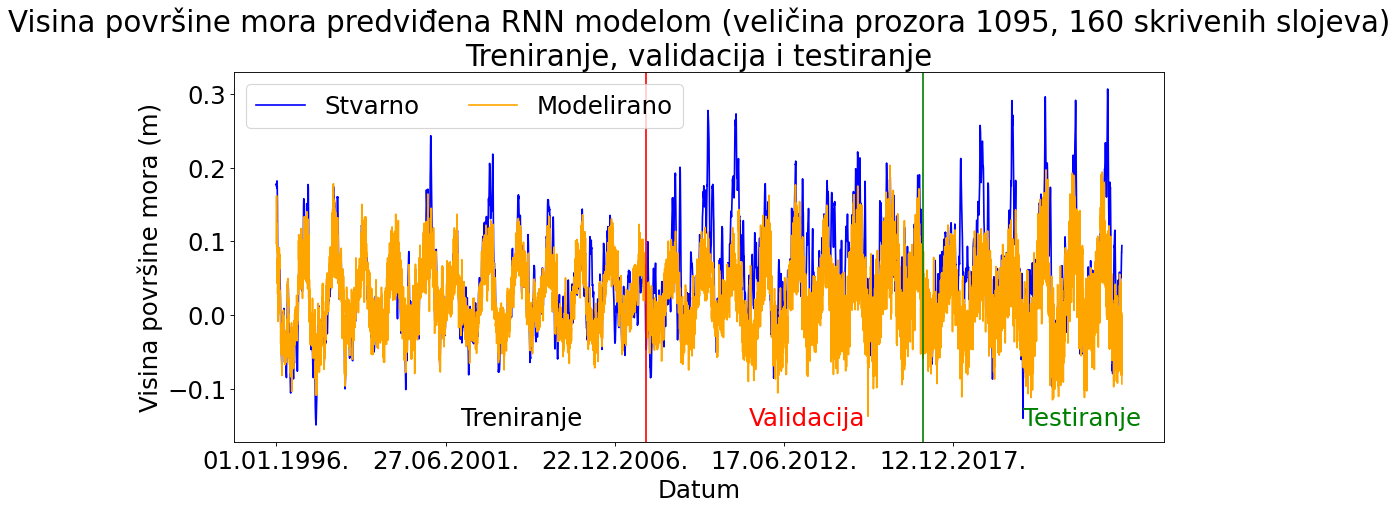 Visina površine mora predviđena RNN modelom (veličina prozora 1095, 160 skrivenih slojeva)
Treniranje, validacija i testiranje
Stvarno
Modelirano
Visina površine mora (m)
0.3
0.2
0.1
0.0
−0.1
Treniranje
Validacija
Testiranje
01.01.1996.
27.06.2001.
22.12.2006.
17.06.2012.
12.12.2017.
Datum